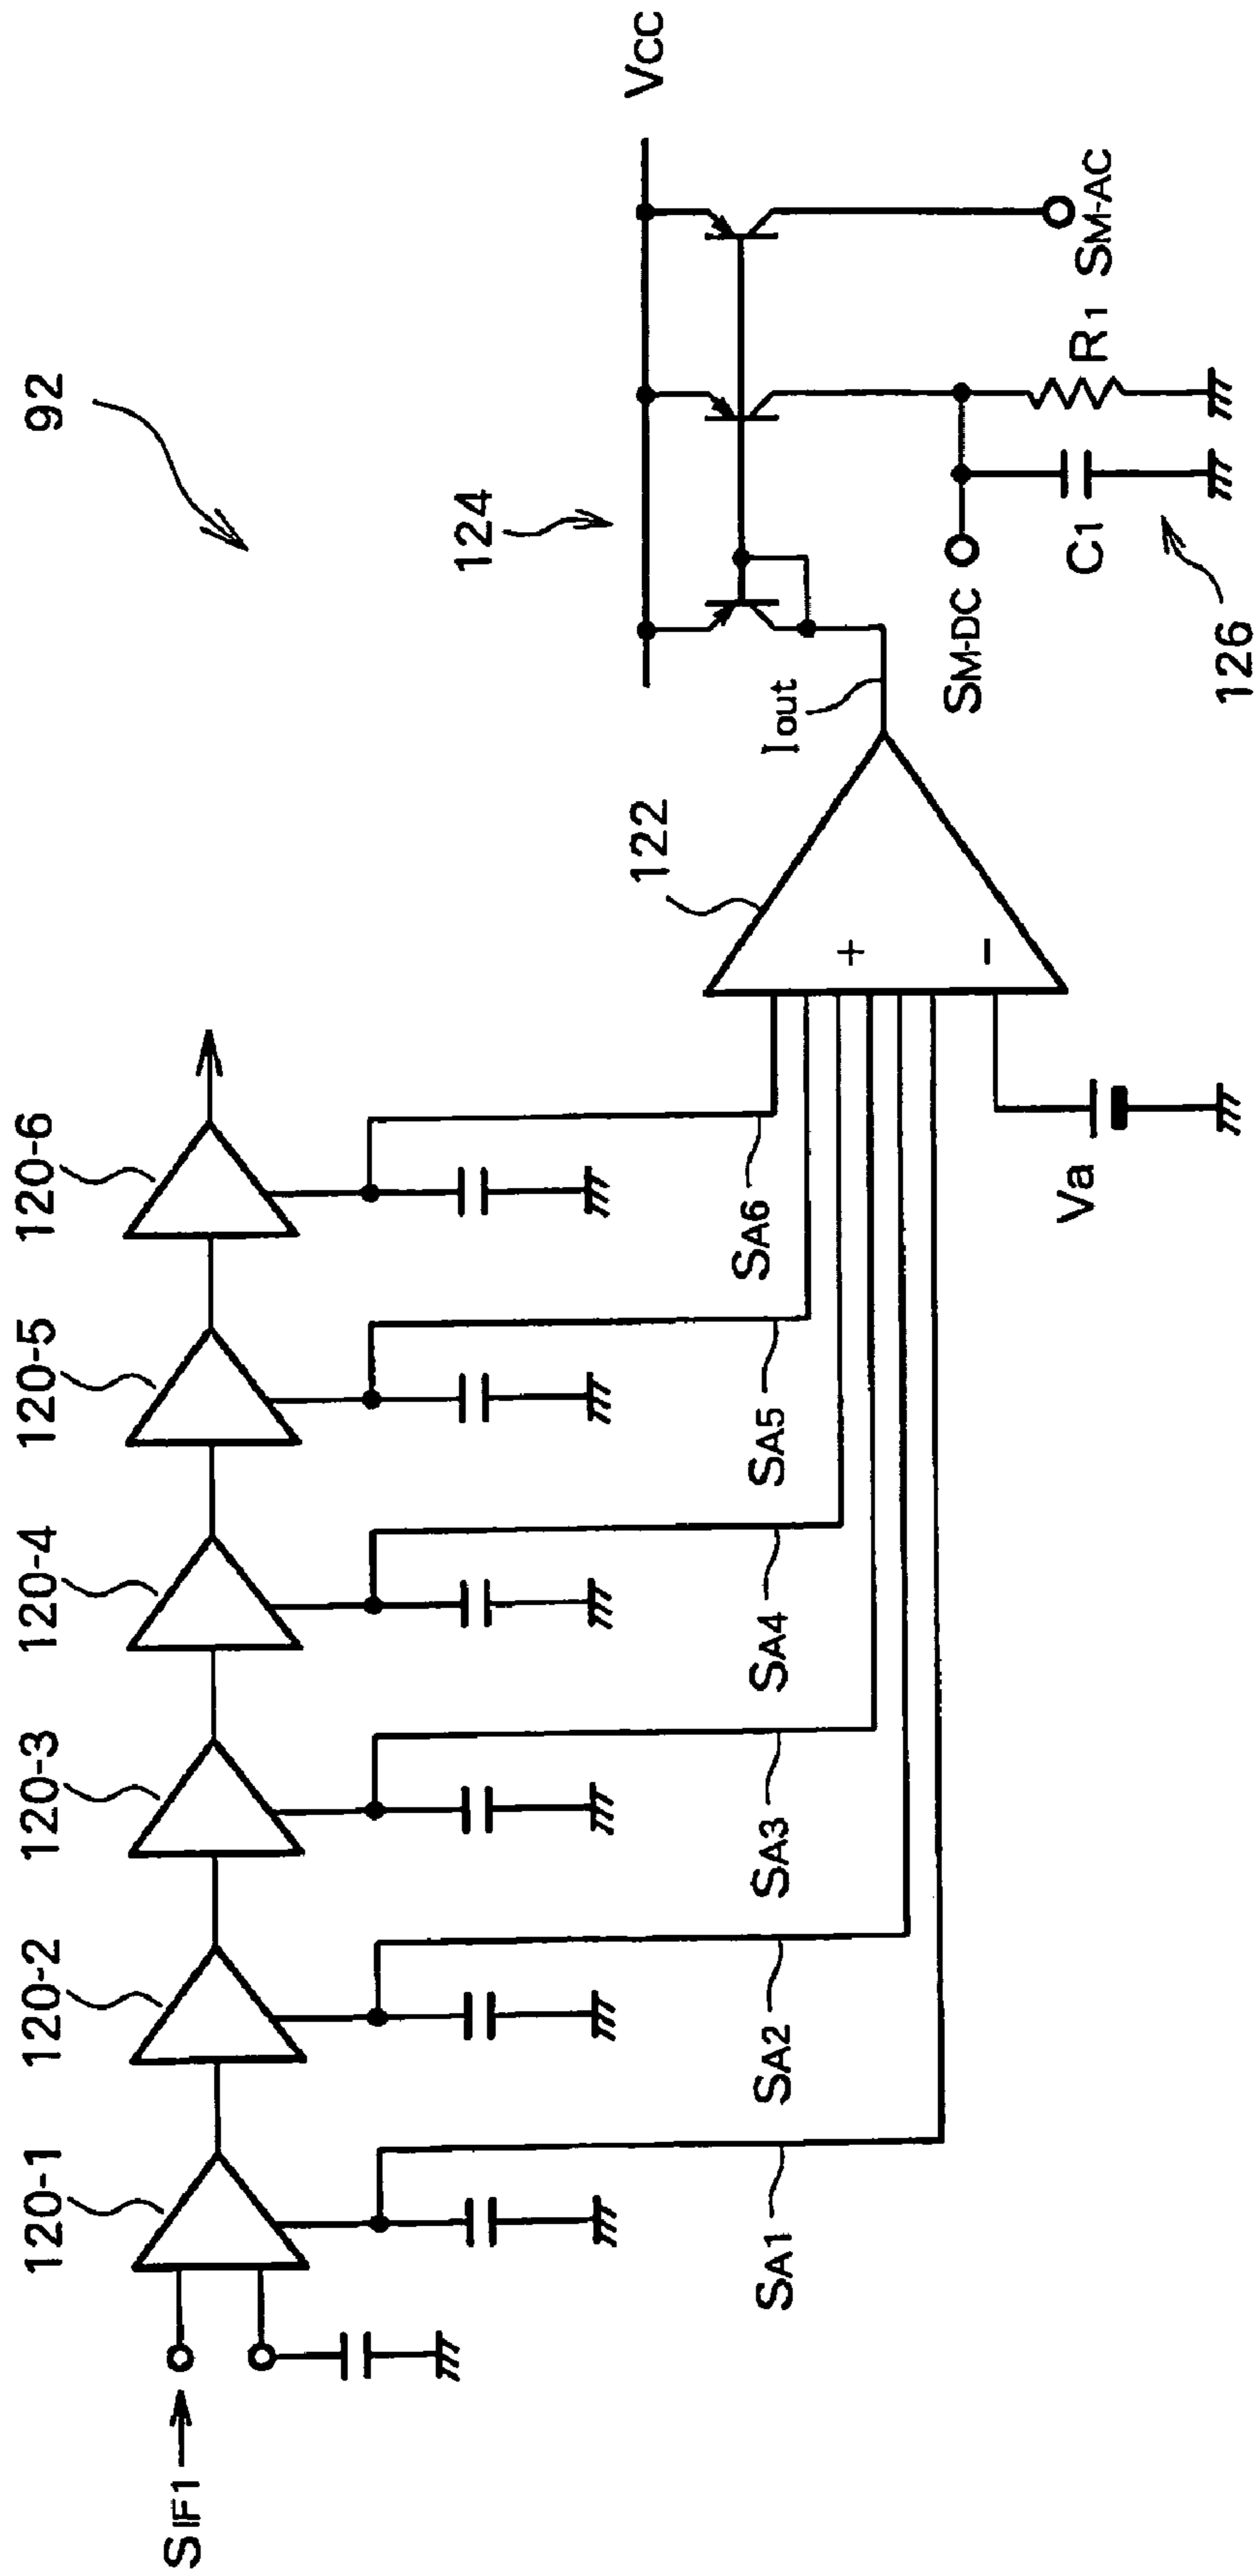 92
120-1
120-2
120-3
120-4
120-5
120-6
SIF1
124
VCC
122
Iout
+
−
SM-DC
C1
R1
SM-AC
126
SA1
SA2
SA3
SA4
SA5
SA6
Va